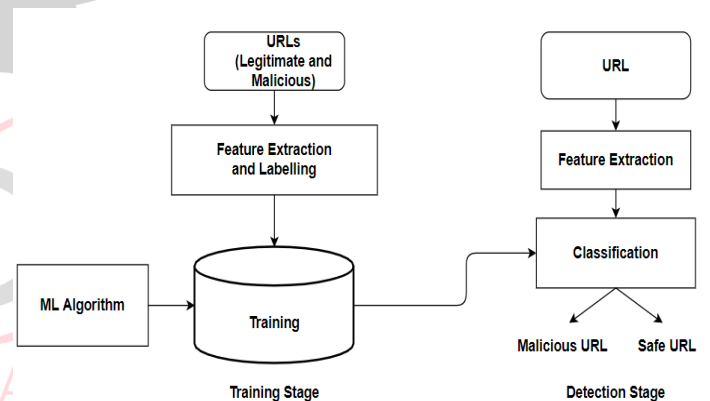 URLs
(Legitimate and
Malicious)
Feature Extraction
and Labelling
ML Algorithm
Training
Training Stage
URL
Feature Extraction
Classification
Malicious URL
Safe URL
Detection Stage